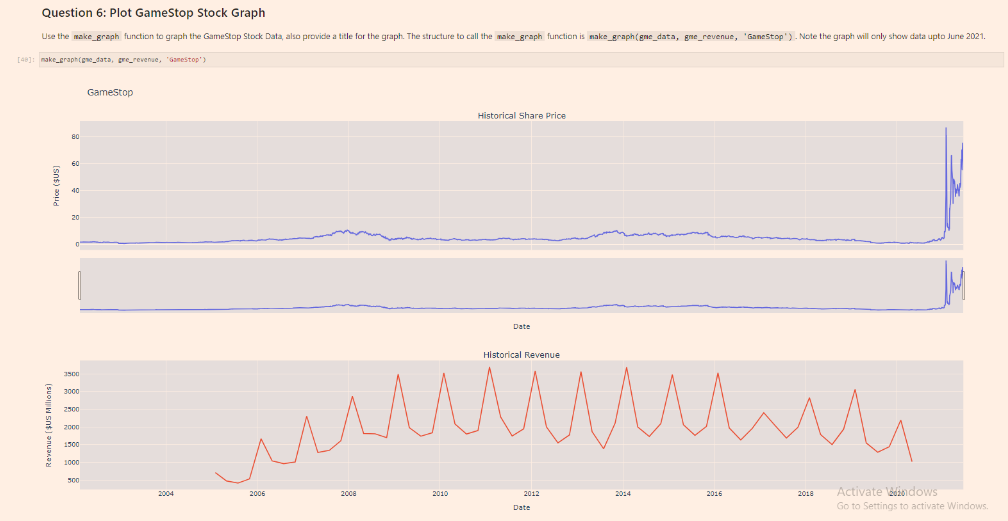 Question 6: Plot GameStop Stock Graph
Use the make_graph function to graph the GameStop Stock Data, also provide a title for the graph. The structure to call the make_graph function is make_graph(gme_data, gme_revenue, 'GameStop') . Note the graph will only show data upto June 2021.
[40]: make_graph(gme_data, gme_revenue, 'GameStop')
GameStop
Historical Share Price
80
60
40
20
0
Price ($US)
Date
Historical Revenue
3500
3000
2500
2000
1500
1000
500
Revenue ($US Millions)
2004 2006 2008 2010 2012 2014 2016 2018 2020
Date
Activate Windows
Go to Settings to activate Windows.